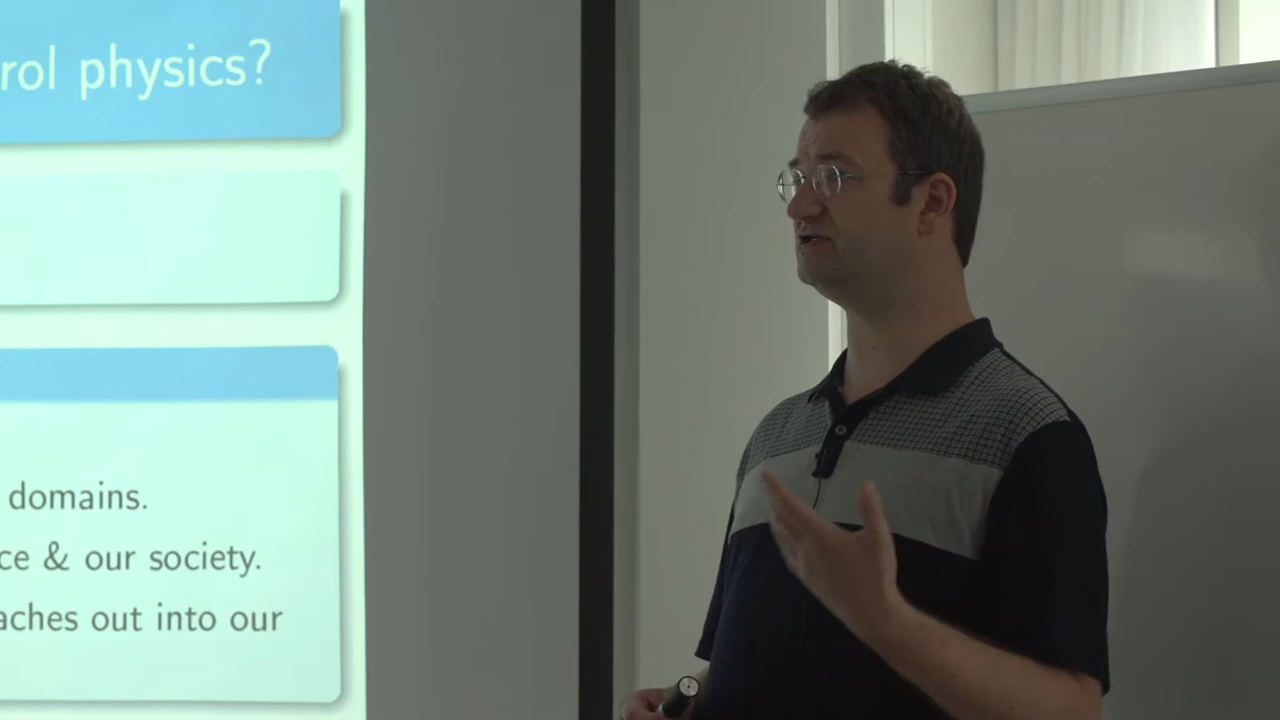 rol physics?
domains.
ce & our society.
aches out into our